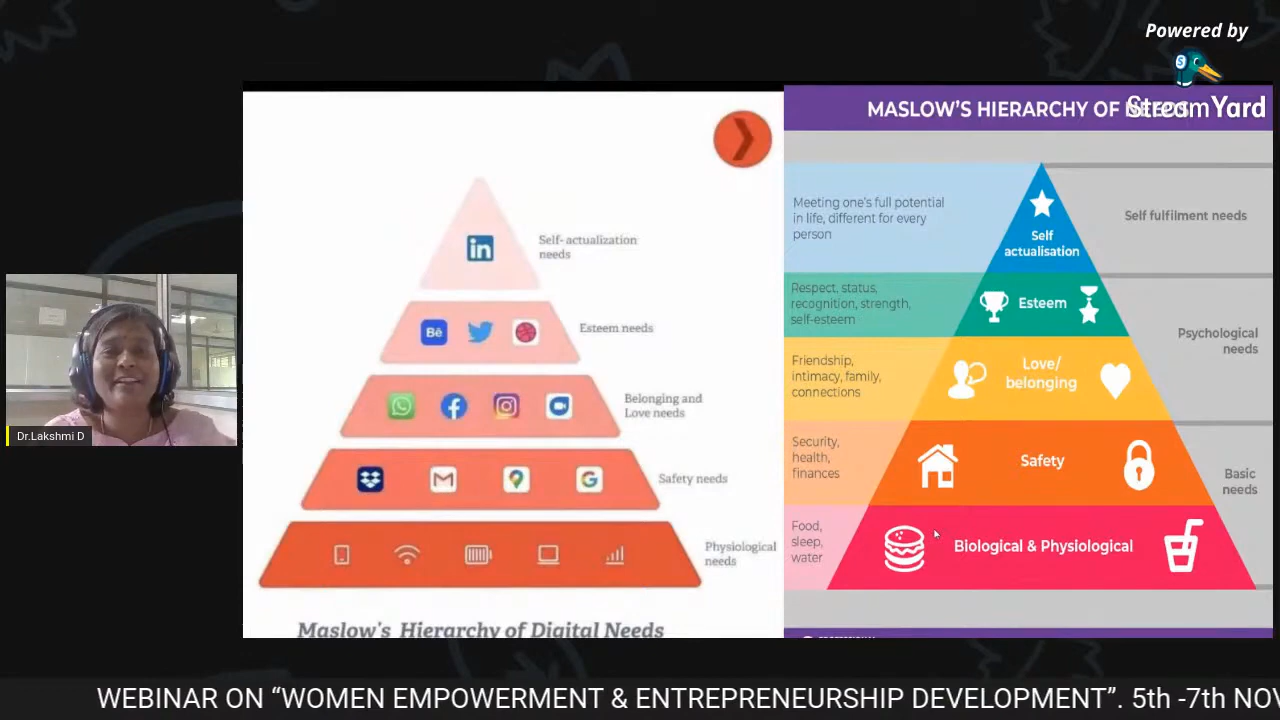 Powered by
StreamYard
MASLOW'S HIERARCHY OF NEEDS
in
Self- actualization
needs
Bē
Esteem needs
Belonging and
Love needs
Safety needs
Physiological
needs
Maslow's Hierarchy of Digital Needs
Meeting one's full potential
in life, different for every
person
Self
actualisation
Self fulfilment needs
Respect, status,
recognition, strength,
self-esteem
Esteem
Psychological
needs
Friendship,
intimacy, family,
connections
Love/
belonging
Security,
health,
finances
Safety
Basic
needs
Food,
sleep,
water
Biological & Physiological
Dr.Lakshmi D
WEBINAR ON “WOMEN EMPOWERMENT & ENTREPRENEURSHIP DEVELOPMENT”. 5th -7th NOV